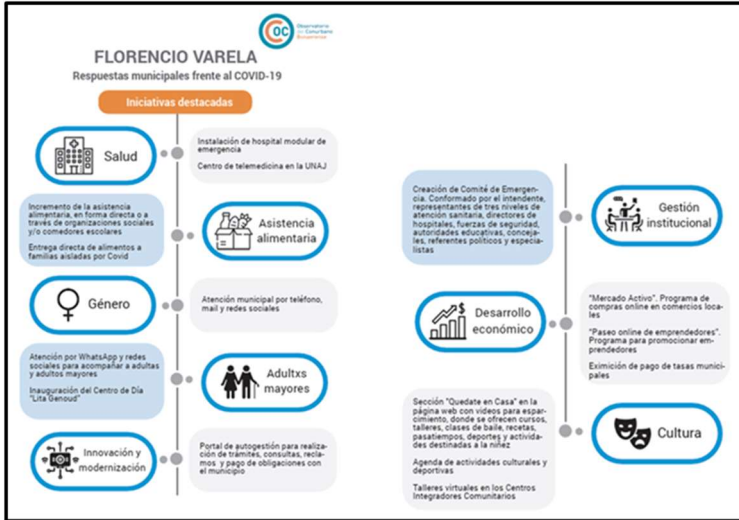 OC
Observatorio
del Conurbano
Bonaerense
FLORENCIO VARELA
Respuestas municipales frente al COVID-19
Iniciativas destacadas
Salud
Instalación de hospital modular de
emergencia
Centro de telemedicina en la UNAJ
Incremento de la asistencia
alimentaria, en forma directa o a
través de organizaciones sociales
y/o comedores escolares
Entrega directa de alimentos a
familias aisladas por Covid
Asistencia
alimentaria
Género
Atención municipal por teléfono,
mail y redes sociales
Atención por WhatsApp y redes
sociales para acompañar a adultas
y adultos mayores
Inauguración del Centro de Día
"Lita Genoud"
Adultxs
mayores
Innovación y
modernización
Portal de autogestión para realiza-
ción de trámites, consultas, recla-
mos y pago de obligaciones con
el municipio
Creación de Comité de Emergen-
cia. Conformado por el intendente,
representantes de tres niveles de
atención sanitaria, directores de
hospitales, fuerzas de seguridad,
autoridades educativas, conceja-
les, referentes políticos y especia-
listas
Gestión
institucional
Desarrollo
económico
"Mercado Activo". Programa de
compras online en comercios loca-
les
"Paseo online de emprendedores".
Programa para promocionar em-
prendedores
Eximición de pago de tasas munici-
pales
Sección "Quedate en Casa" en la
página web con videos para espar-
cimiento, donde se ofrecen cursos,
talleres, clases de baile, recetas,
pasatiempos, deportes y activida-
des destinadas a la niñez
Agenda de actividades culturales y
deportivas
Talleres virtuales en los Centros
Integradores Comunitarios
Cultura